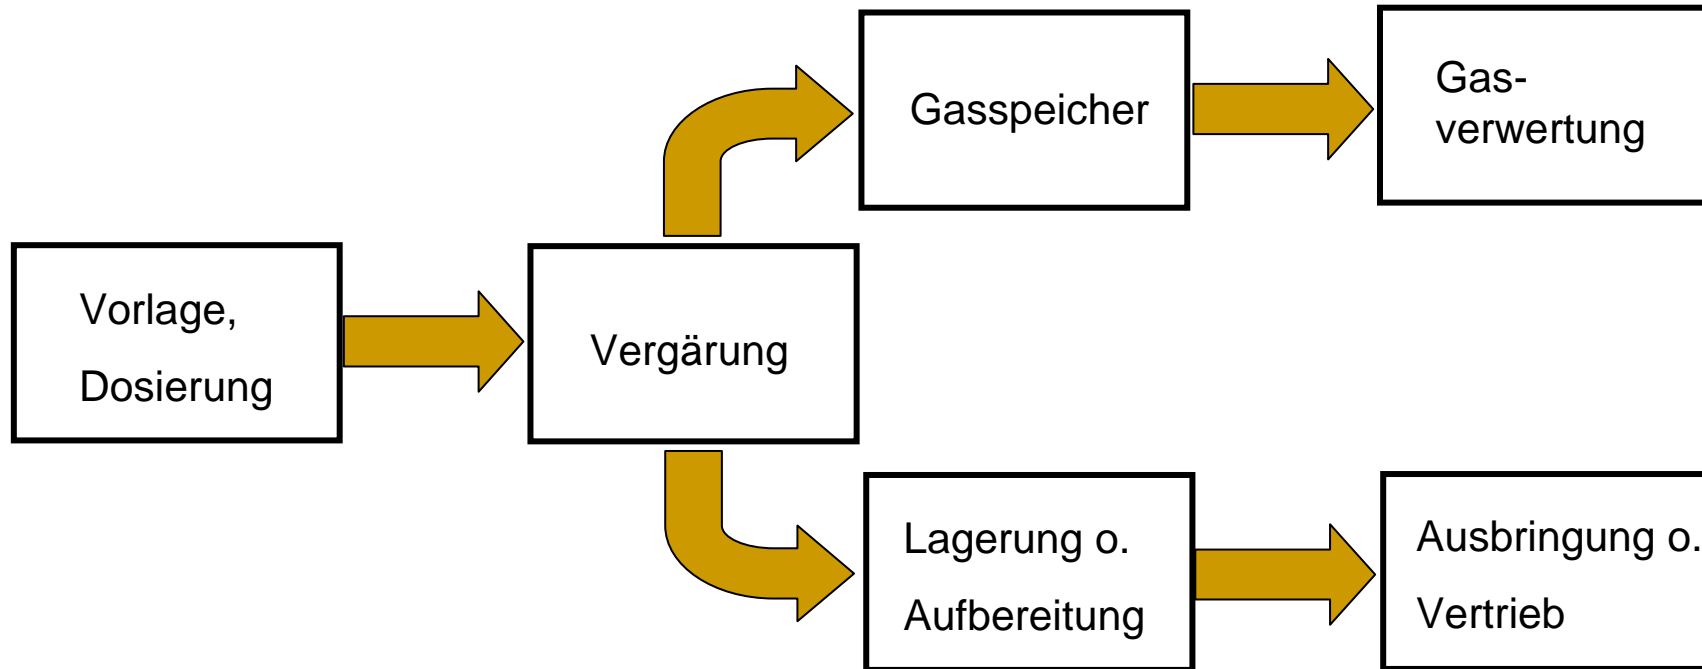 Vorlage,
Dosierung
Vergärung
Gasspeicher
Gas-
verwertung
Lagerung o.
Aufbereitung
Ausbringung o.
Vertrieb